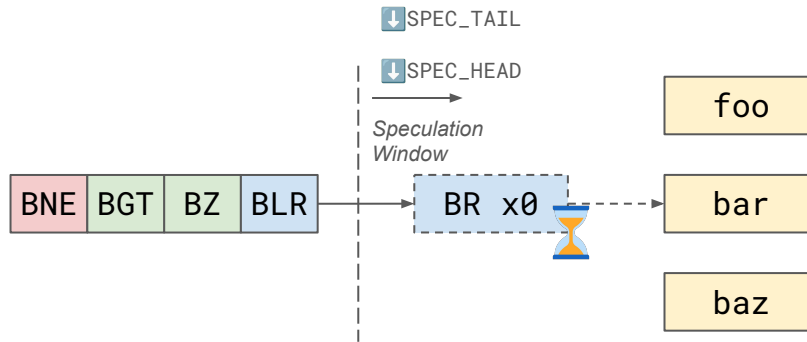 ⬇️SPEC_TAIL
⬇️SPEC_HEAD
Speculation
Window
BNE BGT BZ BLR
BR x0
foo
bar
baz